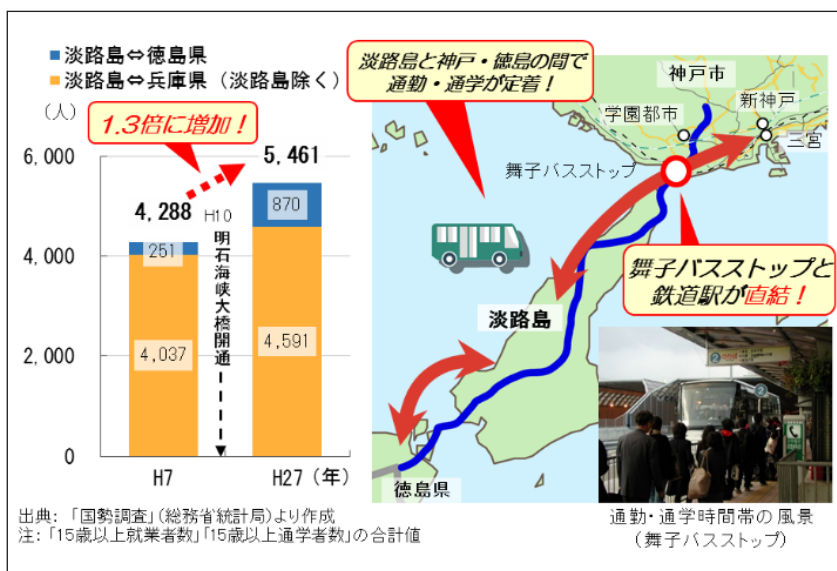 淡路島⇔徳島県
淡路島⇔兵庫県（淡路島除く）
（人）
1.3倍に増加！
6,000
4,000
2,000
0
4,288
251
4,037
H10
明石海峡大橋開通
5,461
870
4,591
H7
H27（年）
出典：「国勢調査」（総務省統計局）より作成
注：「15歳以上就業者数」「15歳以上通学者数」の合計値
淡路島と神戸・徳島の間で
通勤・通学が定着！
神戸市
新神戸
学園都市
三宮
舞子バスストップ
舞子バスストップと
鉄道駅が直結！
淡路島
徳島県
2
2
通勤・通学時間帯の風景
（舞子バスストップ）